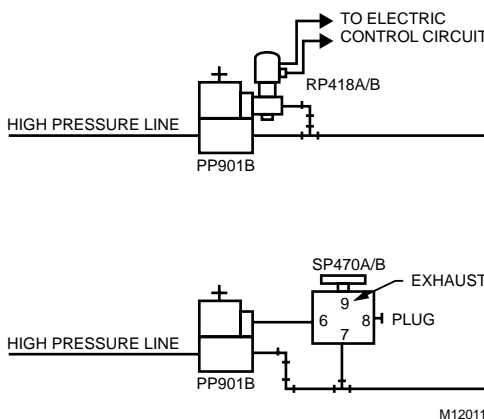 TO ELECTRIC
CONTROL CIRCUIT
RP418A/B
HIGH PRESSURE LINE
PP901B
SP470A/B
EXHAUST
9
6
8
PLUG
7
HIGH PRESSURE LINE
PP901B
M12011